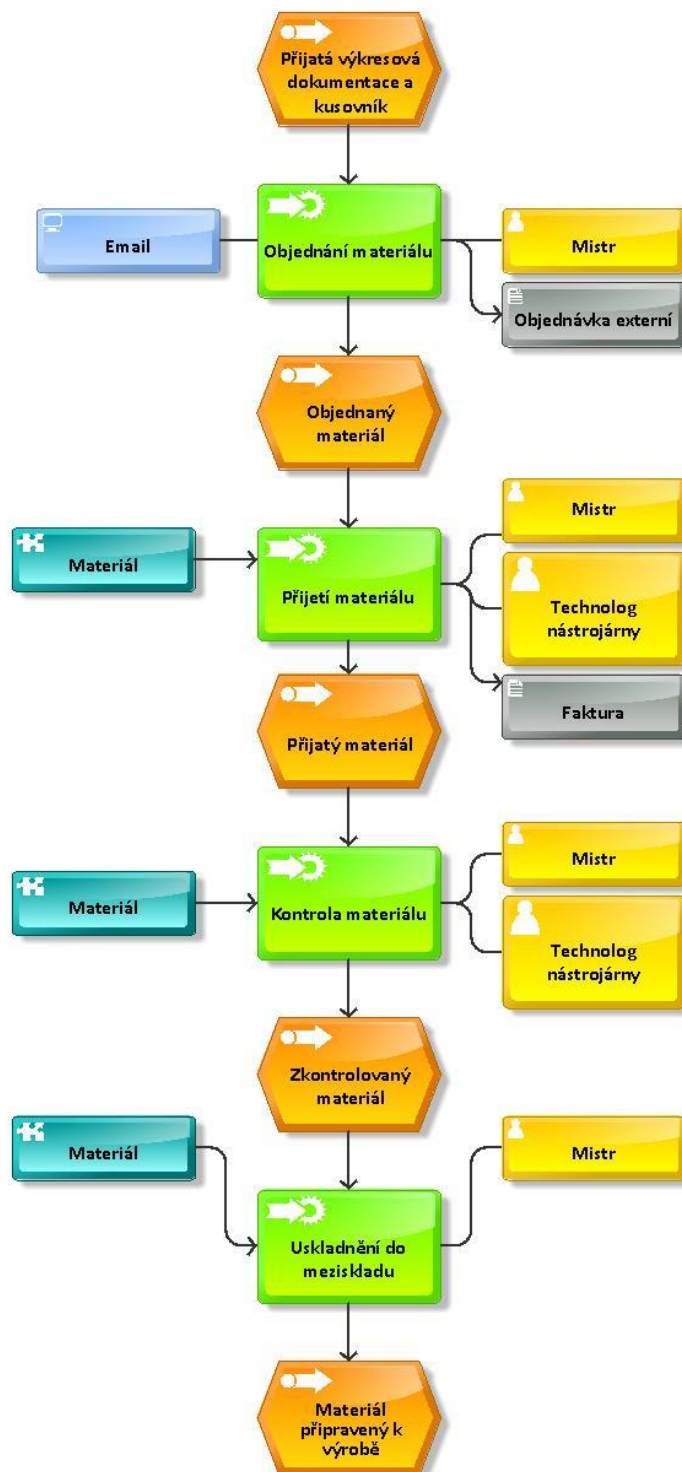 Přijatá výkresová
dokumentace a
kusovník
Email
Objednání materiálu
Mistr
Objednávka externí
Objednaný
materiál
Materiál
Přijetí materiálu
Mistr
Technolog
nástrojárny
Faktura
Přijatý materiál
Materiál
Kontrola materiálu
Mistr
Technolog
nástrojárny
Zkontrolovaný
materiál
Materiál
Mistr
Uskladnění do
meziskladu
Materiál
připravený k
výrobě